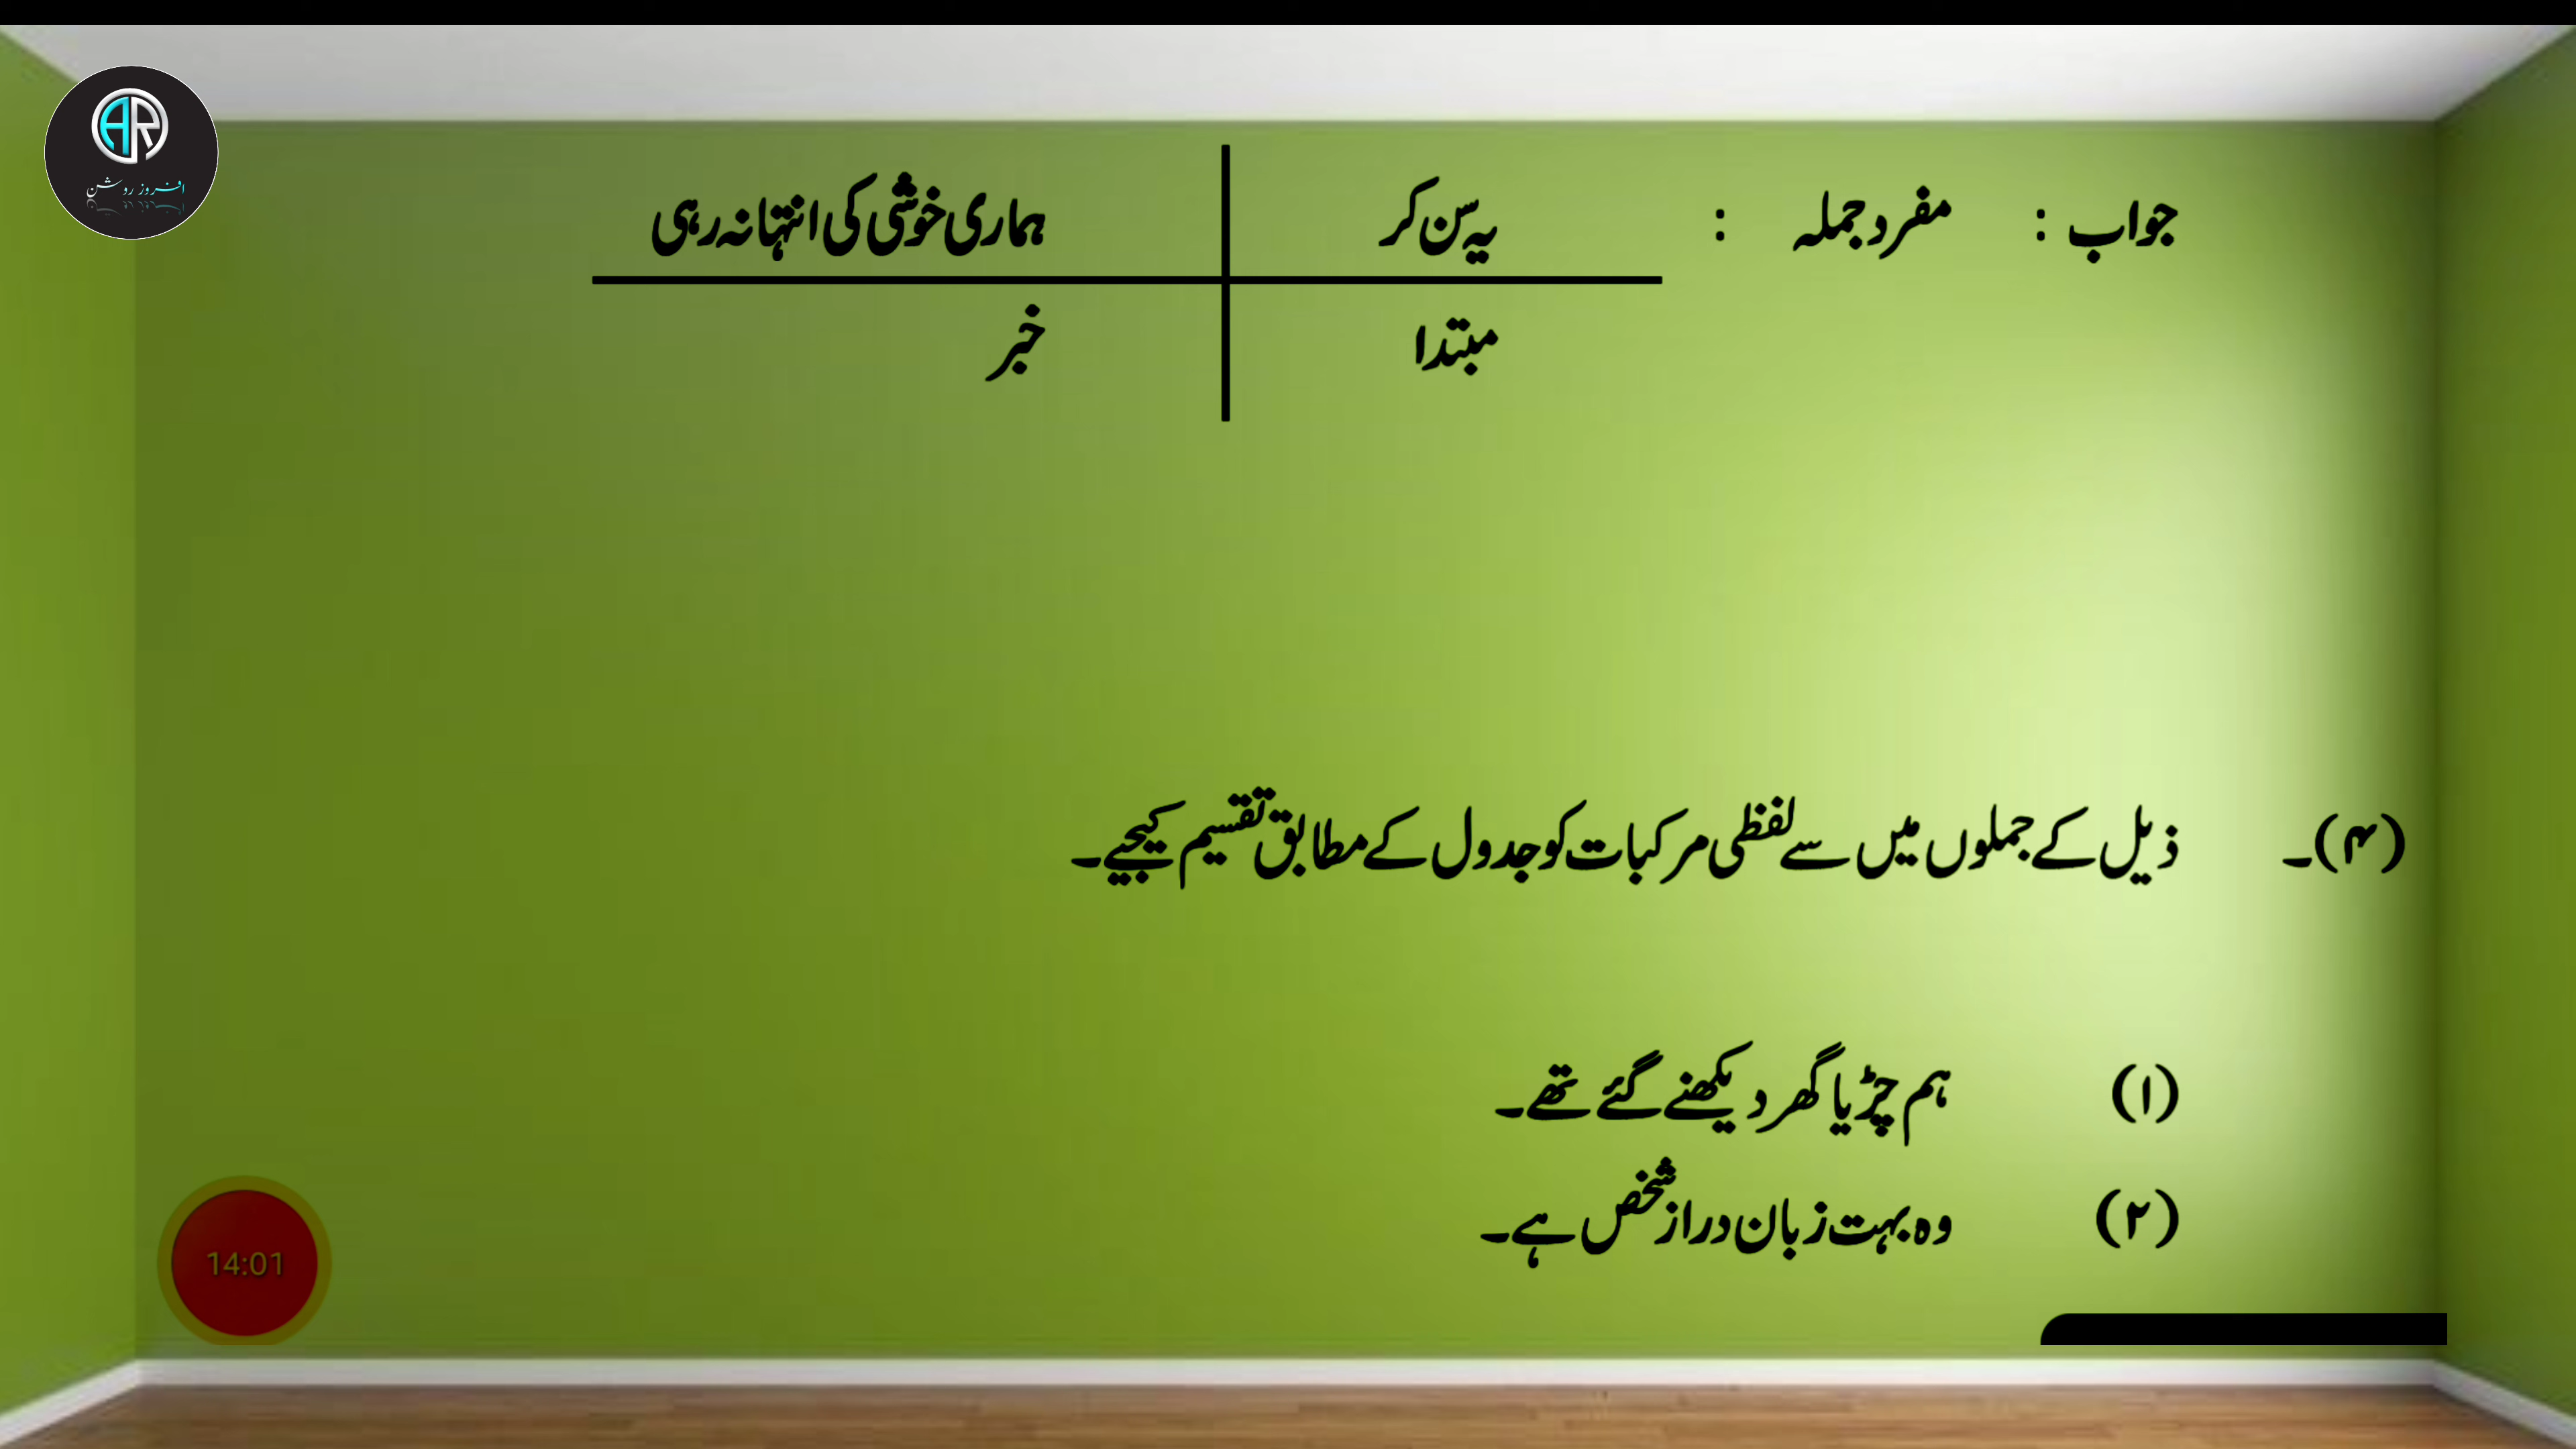 افروز روشن
جواب : مفرد جملہ : یہ سن کر ہماری خوشی کی انتہا نہ رہی
مبتدا خبر
(۴)۔ ذیل کے جملوں میں سے لفظی مرکبات کو جدول کے مطابق تقسیم کیجیے۔
(۱) ہم چڑیا گھر دیکھنے گئے تھے۔
(۲) وہ بہت زبان دراز شخص ہے۔
14:01